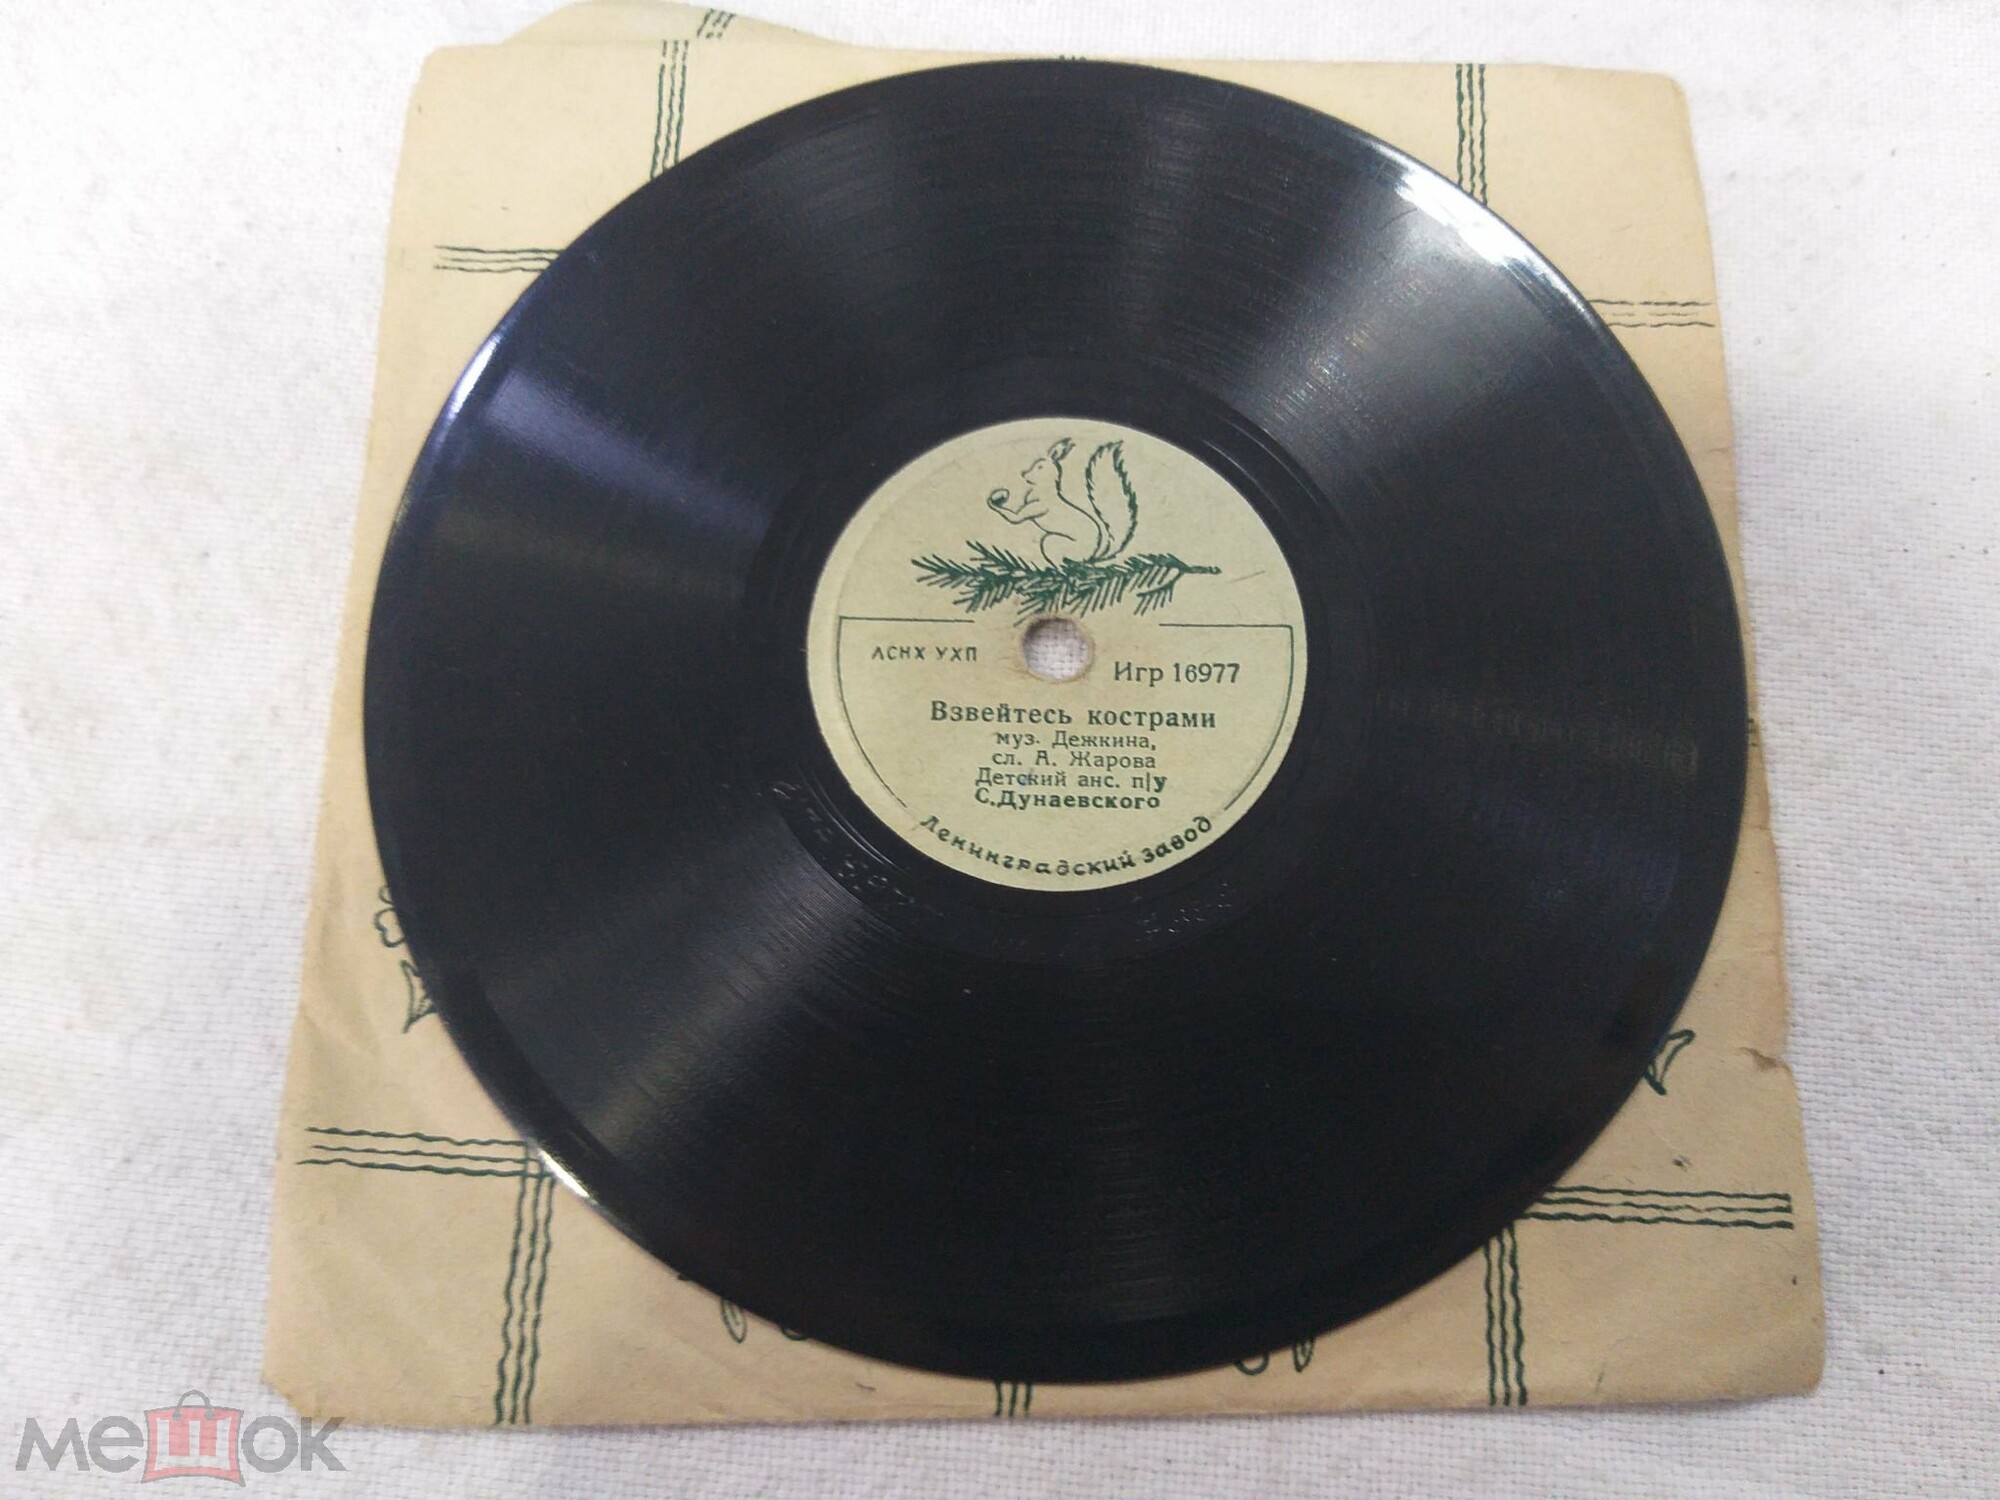 ЛСНХ УХП
Игр 16977
Взвейтесь кострами
муз. Дежкина,
сл. А. Жарова
Детский анс. п/у
С.Дунаевского
Ленинградский завод
мешок